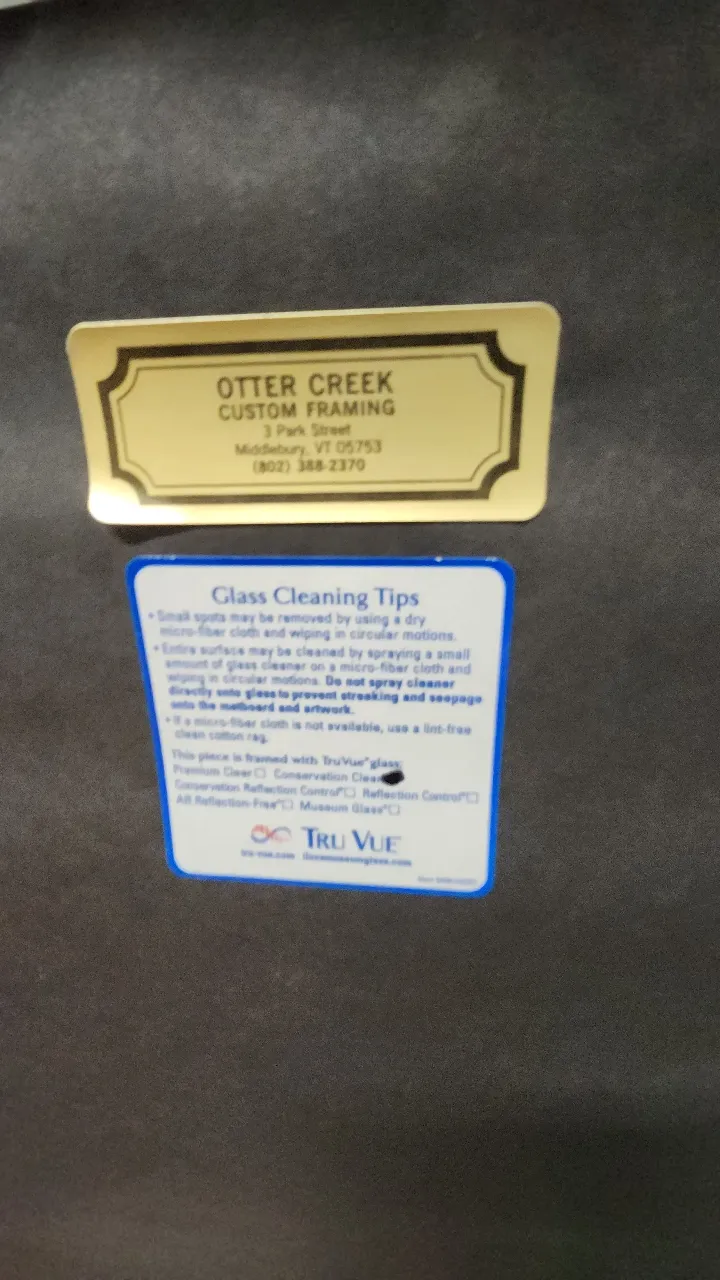 OTTER CREEK
CUSTOM FRAMING
3 Park Street
Middlebury, VT 05753
(802) 388-2370
Glass Cleaning Tips
• Small spots may be removed by using a dry
micro-fiber cloth and wiping in circular motions.
• Entire surface may be cleaned by spraying a small
amount of glass cleaner on a micro-fiber cloth and
wiping in circular motions. Do not spray cleaner
directly onto glass to prevent streaking and seepage
onto the matboard and artwork.
• If a micro-fiber cloth is not available, use a lint-free
clean cotton rag.
This piece is framed with Tru Vue® glass:
Premium Clear☐ Conservation Clear
Conservation Reflection Control®☐ Reflection Control®☐
AR Reflection-Free®☐ Museum Glass®☐
TRU VUE
tru-vue.com